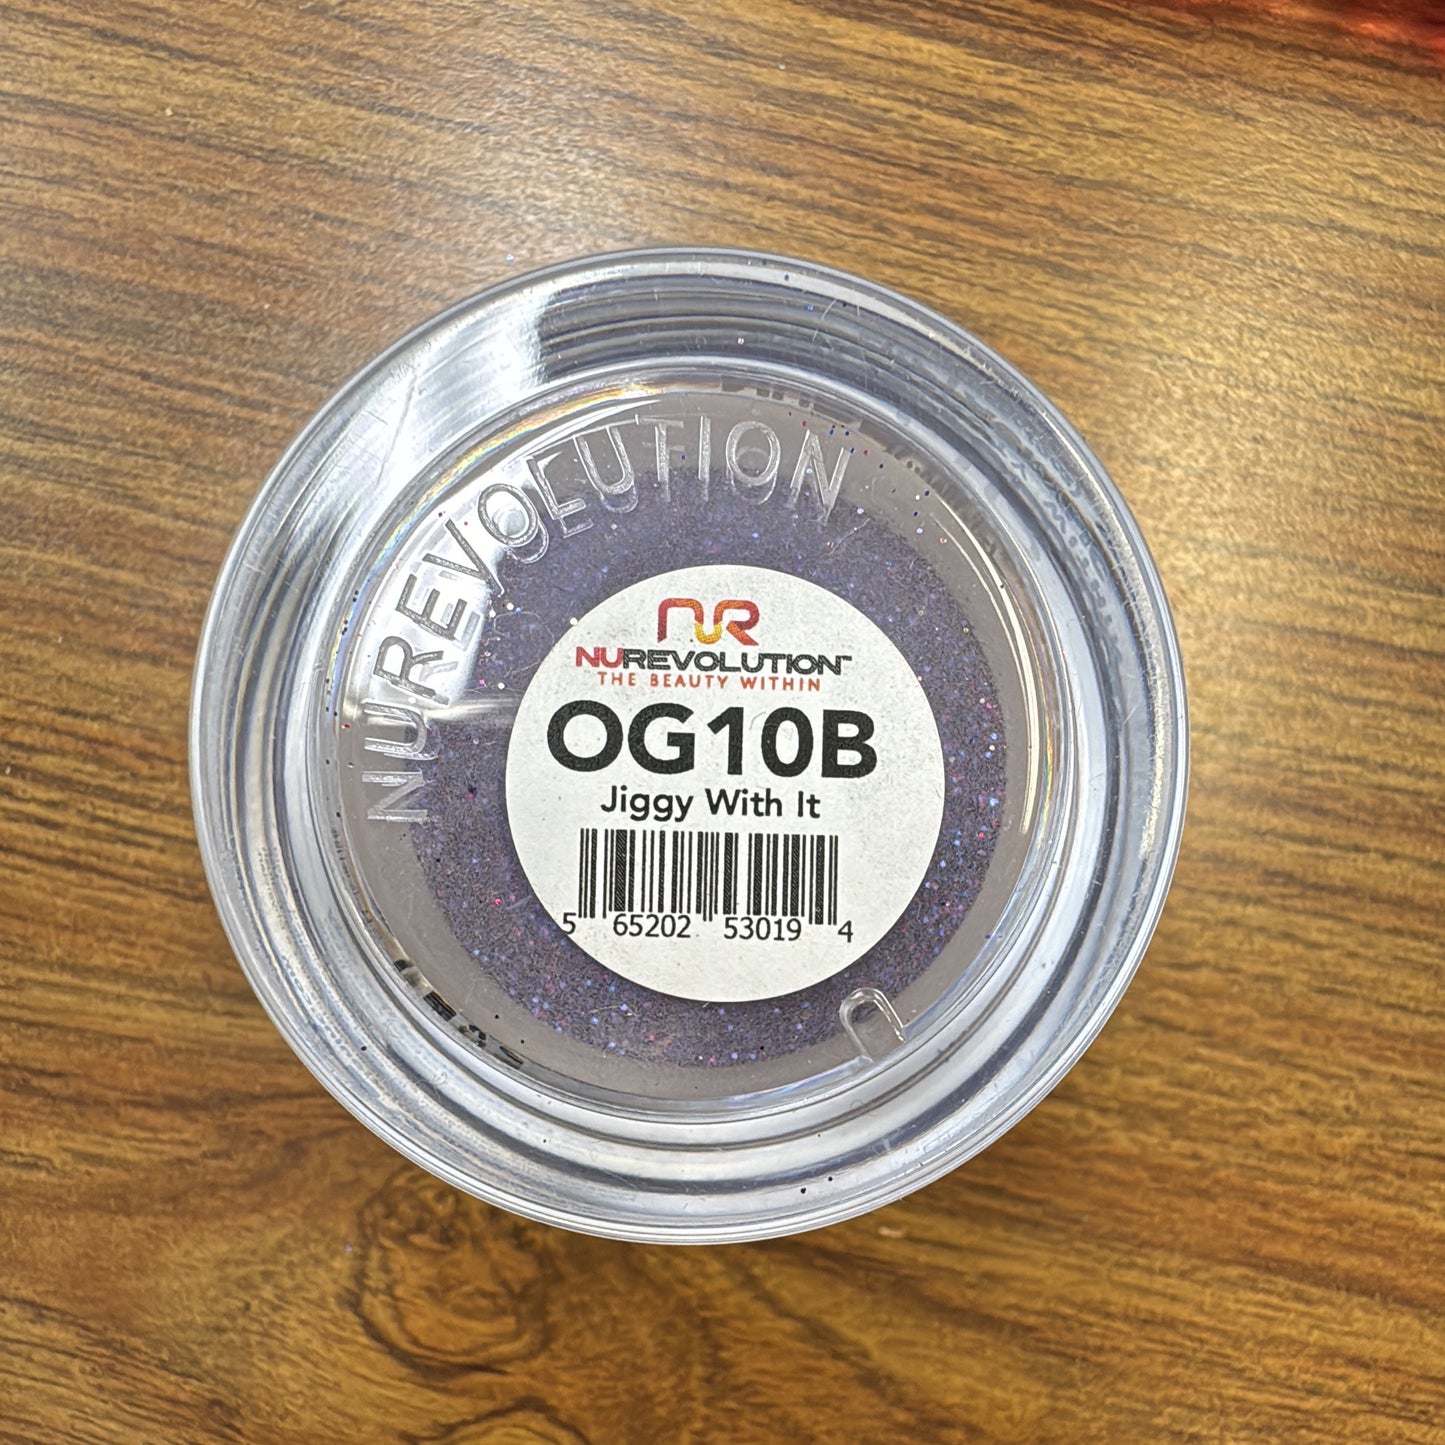 NUREVOLUTION
NR
NUREVOLUTION™
THE BEAUTY WITHIN
OG10B
Jiggy With It
5 65202 53019 4